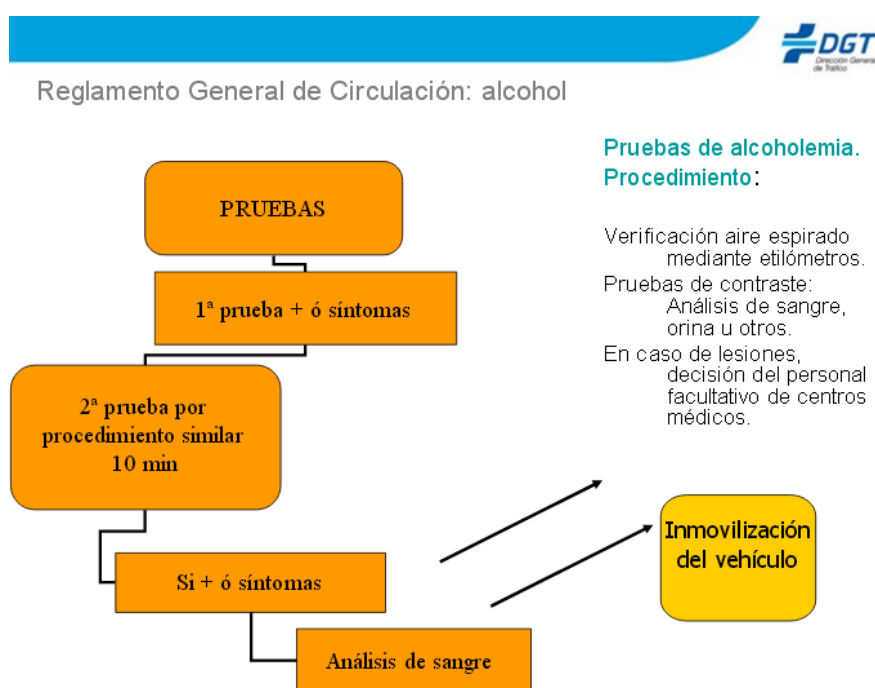 DGT
Dirección General
de Tráfico
Reglamento General de Circulación: alcohol
Pruebas de alcoholemia.
Procedimiento:
Verificación aire espirado
mediante etilómetros.
Pruebas de contraste:
Análisis de sangre,
orina u otros.
En caso de lesiones,
decisión del personal
facultativo de centros
médicos.
PRUEBAS
1ª prueba + ó síntomas
2ª prueba por
procedimiento similar
10 min
Si + ó síntomas
Análisis de sangre
Inmovilización
del vehículo